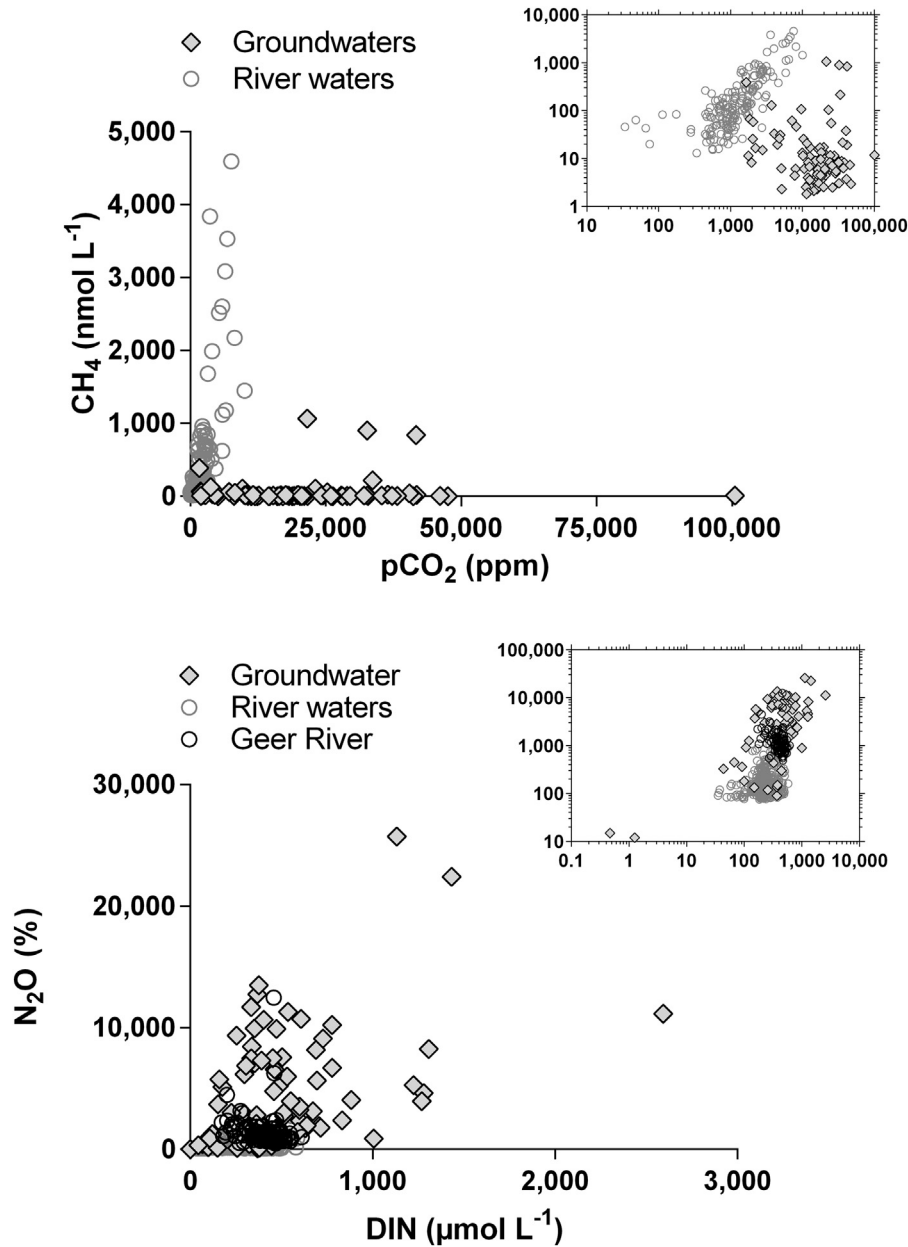 Groundwaters
River waters
10,000
1,000
100
10
1
10 100 1,000 10,000 100,000
5,000
4,000
3,000
2,000
1,000
0
CH₄ (nmol L⁻¹)
0 25,000 50,000 75,000 100,000
pCO₂ (ppm)
Groundwater
River waters
Geer River
100,000
10,000
1,000
100
10
0.1 1 10 100 1,000 10,000
30,000
20,000
10,000
0
N₂O (%)
0 1,000 2,000 3,000
DIN (µmol L⁻¹)